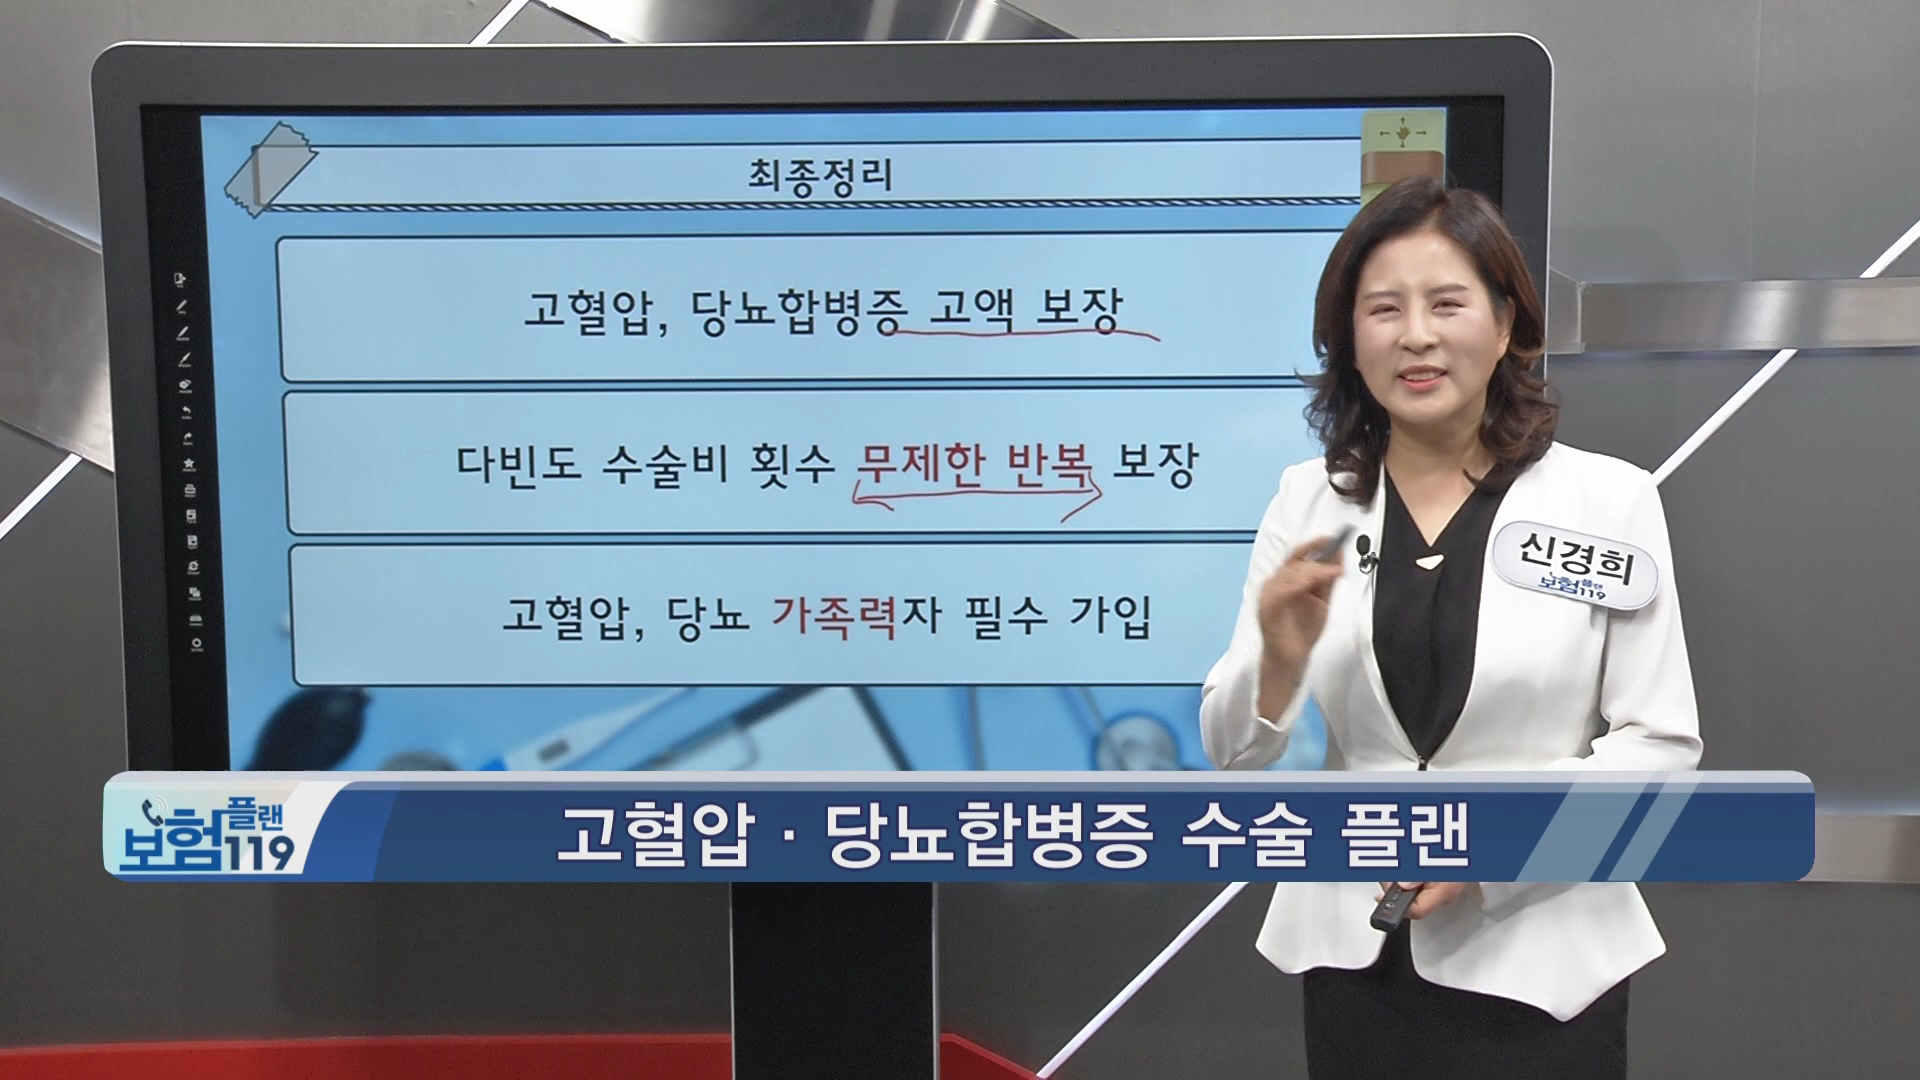 최종정리
고혈압, 당뇨합병증 고액 보장
다빈도 수술비 횟수 무제한 반복 보장
고혈압, 당뇨 가족력자 필수 가입
신경희
보험플랜119
보험플랜119
고혈압 · 당뇨합병증 수술 플랜